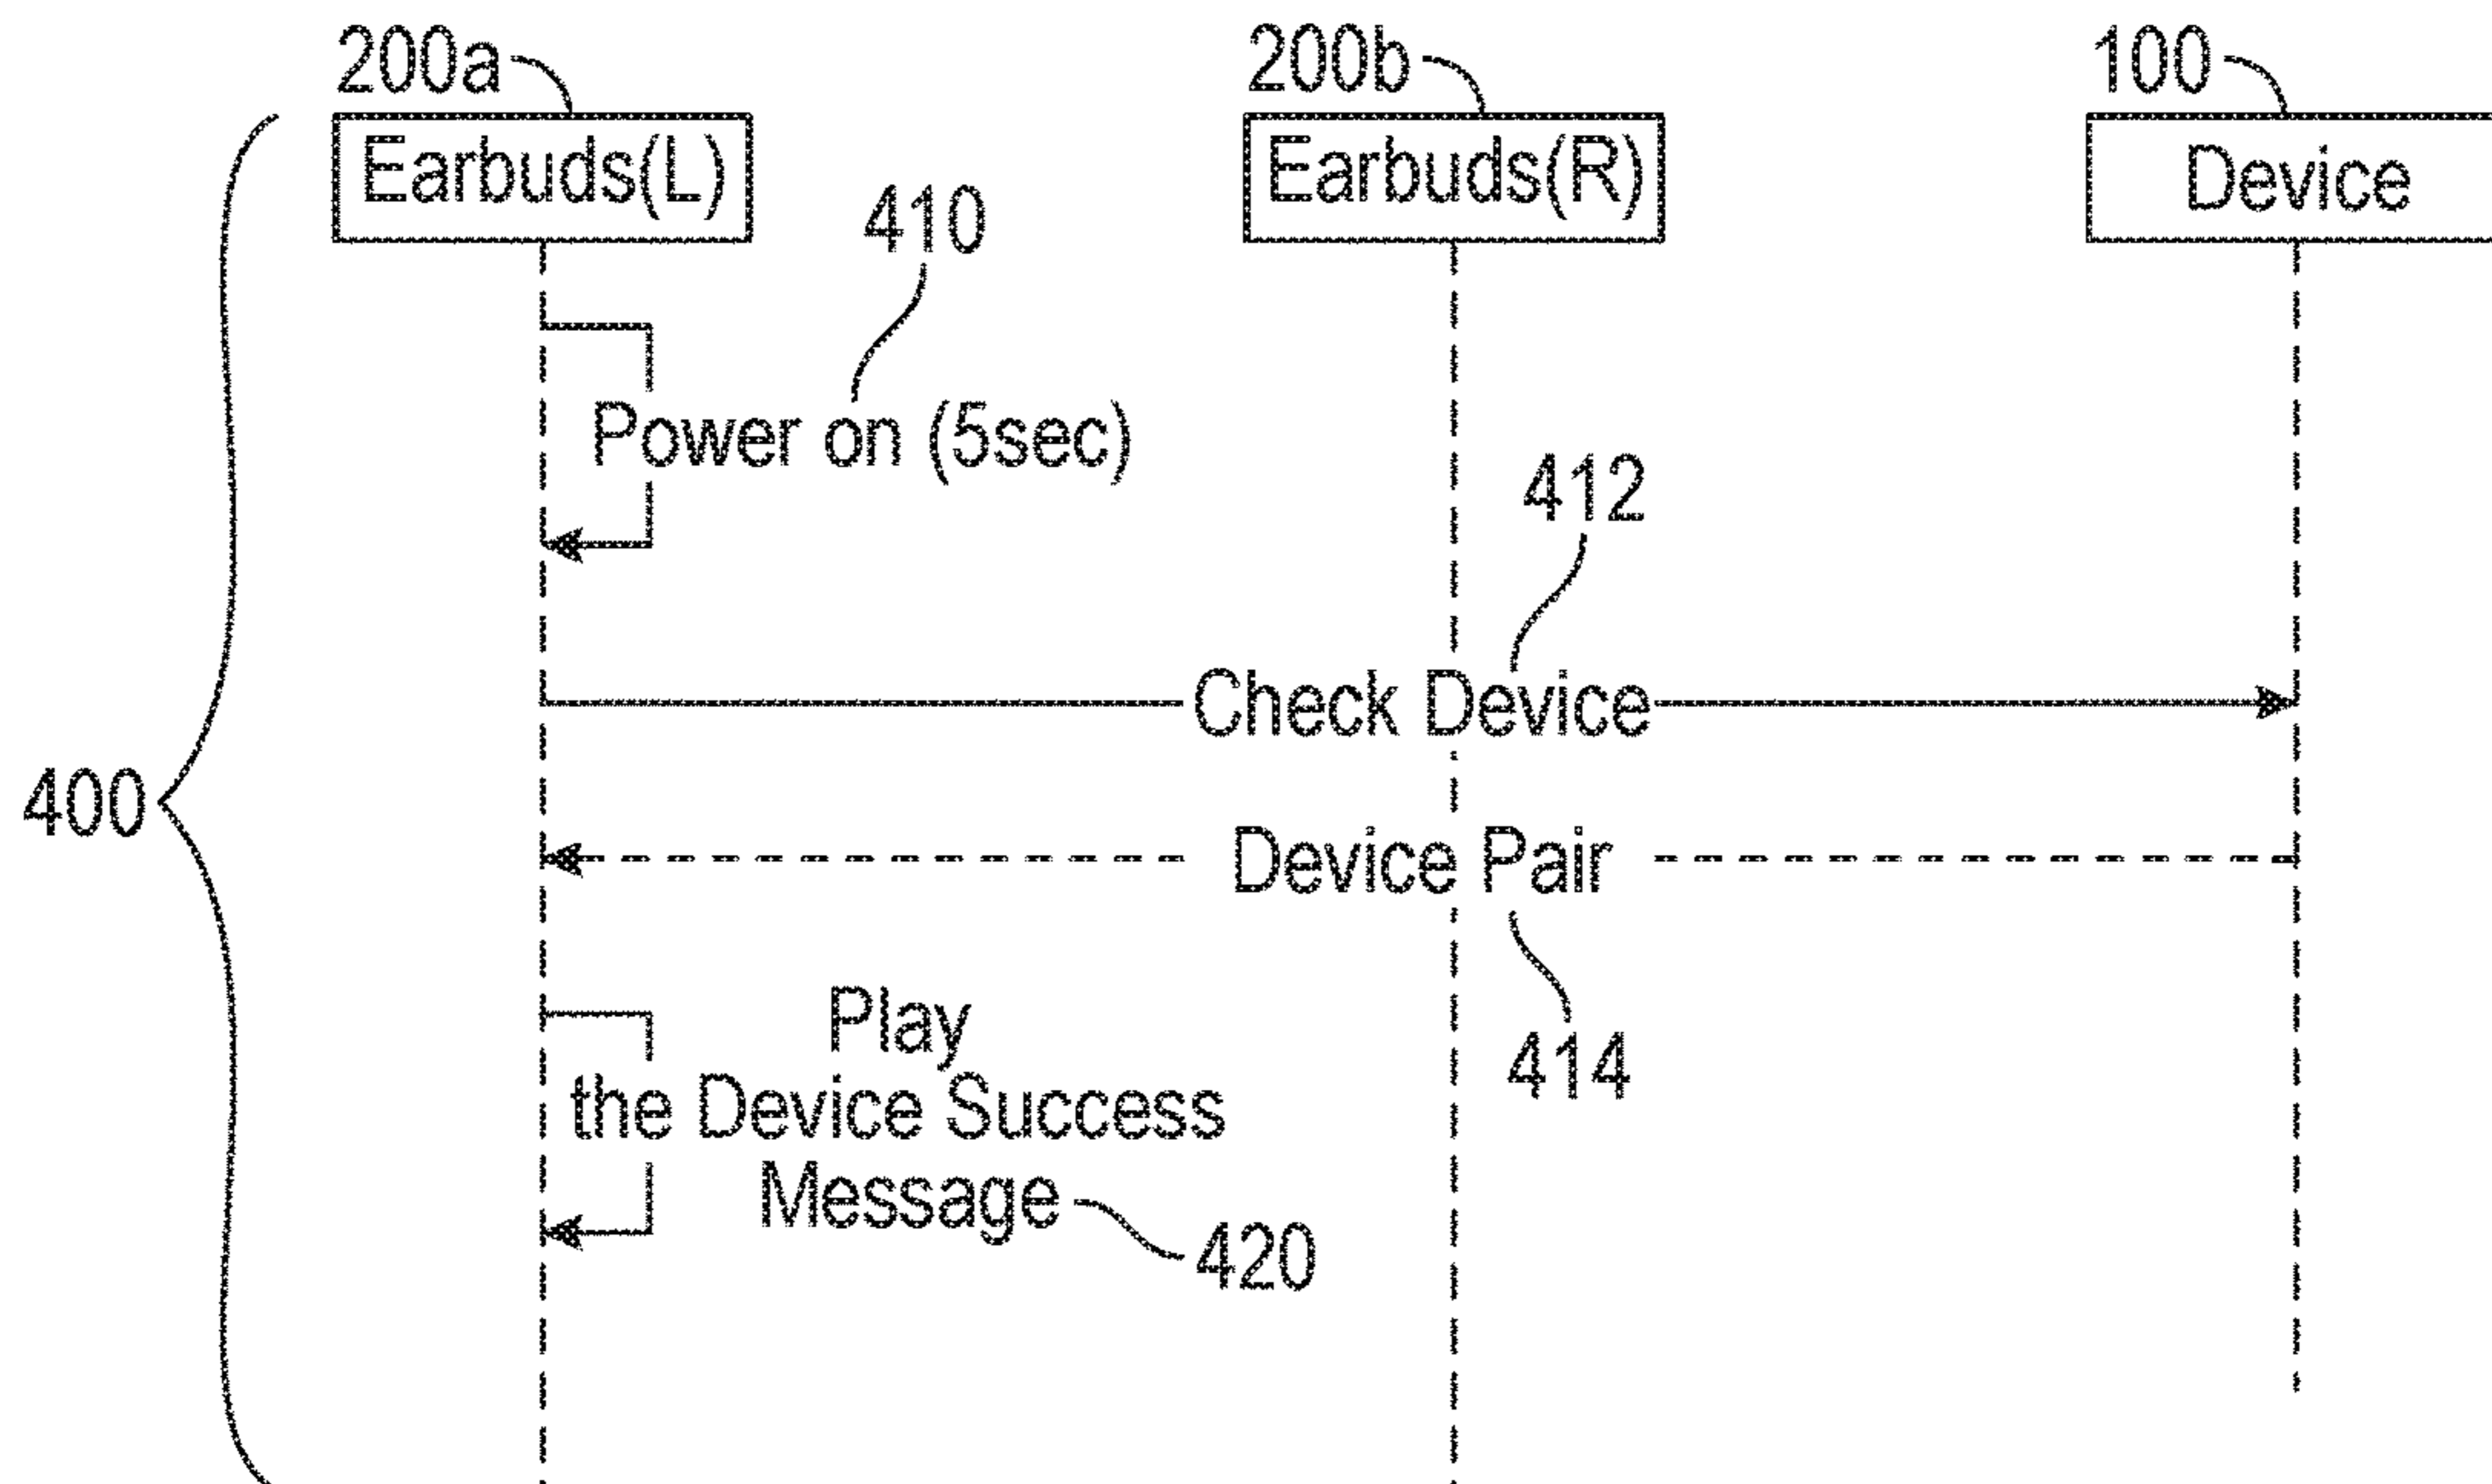 200a
200b
100
Earbuds(L)
Earbuds(R)
Device
410
Power on (5sec)
412
Check Device
400
Device Pair
414
Play
the Device Success
Message
420